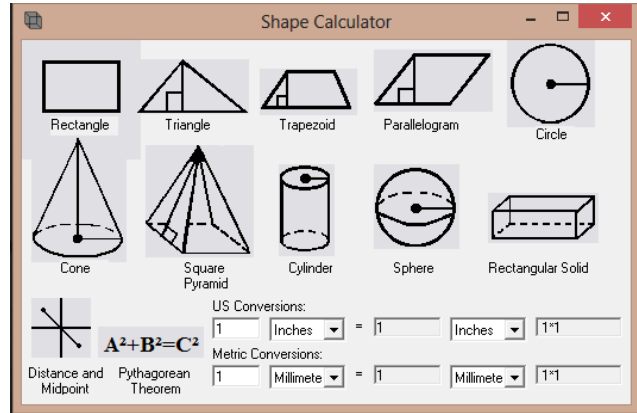 Shape Calculator
Rectangle Triangle Trapezoid Parallelogram Circle
Cone Square Pyramid Cylinder Sphere Rectangular Solid
US Conversions:
1 Inches = 1 Inches 1*1
A²+B²=C²
Metric Conversions:
Distance and Midpoint Pythagorean Theorem
1 Millimete = 1 Millimete 1*1